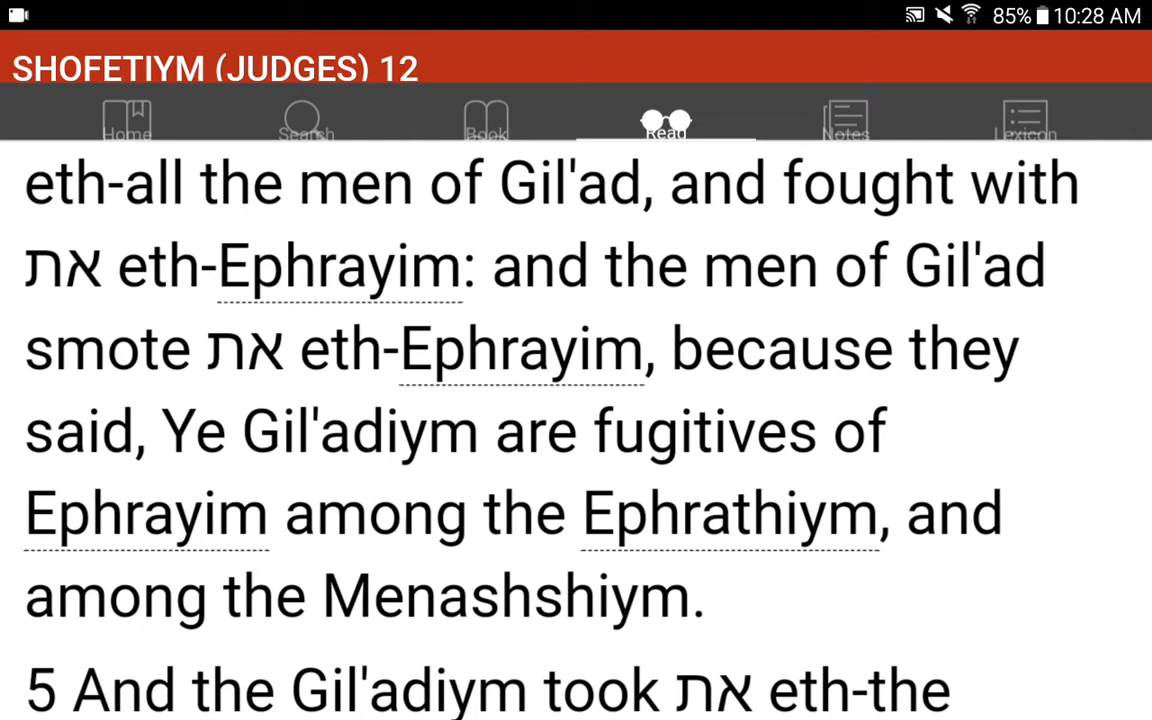 85% 10:28 AM
SHOFETIYM (JUDGES) 12
Home Search Book Read Notes Lexicon
eth-all the men of Gil'ad, and fought with
את eth-Ephrayim: and the men of Gil'ad
smote את eth-Ephrayim, because they
said, Ye Gil'adiym are fugitives of
Ephrayim among the Ephrathiym, and
among the Menashshiym.
5 And the Gil'adiym took את eth-the